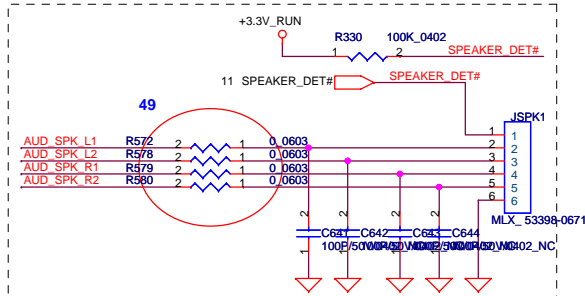 +3.3V_RUN
R330 100K_0402
1 2 SPEAKER_DET#
11 SPEAKER_DET# SPEAKER_DET#
49
JSPK1
1 1
AUD_SPK_L1 R572 2 1 0_0603 2 2
AUD_SPK_L2 R578 2 1 0_0603 3 3
AUD_SPK_R1 R579 2 1 0_0603 4 4
AUD_SPK_R2 R580 2 1 0_0603 5 5
6 6
MLX_53398-0671
2 2 2 2
C641 C642 C643 C644
1 1 1 1